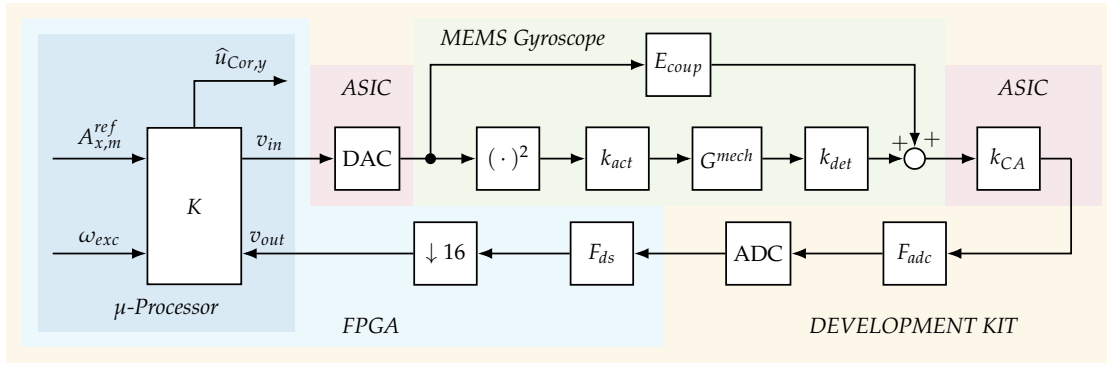 MEMS Gyroscope
û_{Cor,y}
E_{coup}
ASIC
ASIC
A^{ref}_{x,m}
v_{in}
DAC
( · )²
k_{act}
G^{mech}
k_{det}
+ +
k_{CA}
K
ω_{exc}
v_{out}
↓ 16
F_{ds}
ADC
F_{adc}
μ-Processor
FPGA
DEVELOPMENT KIT